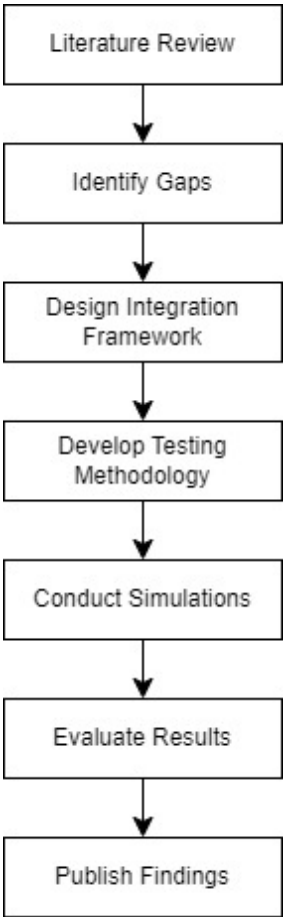 Literature Review
Identify Gaps
Design Integration
Framework
Develop Testing
Methodology
Conduct Simulations
Evaluate Results
Publish Findings